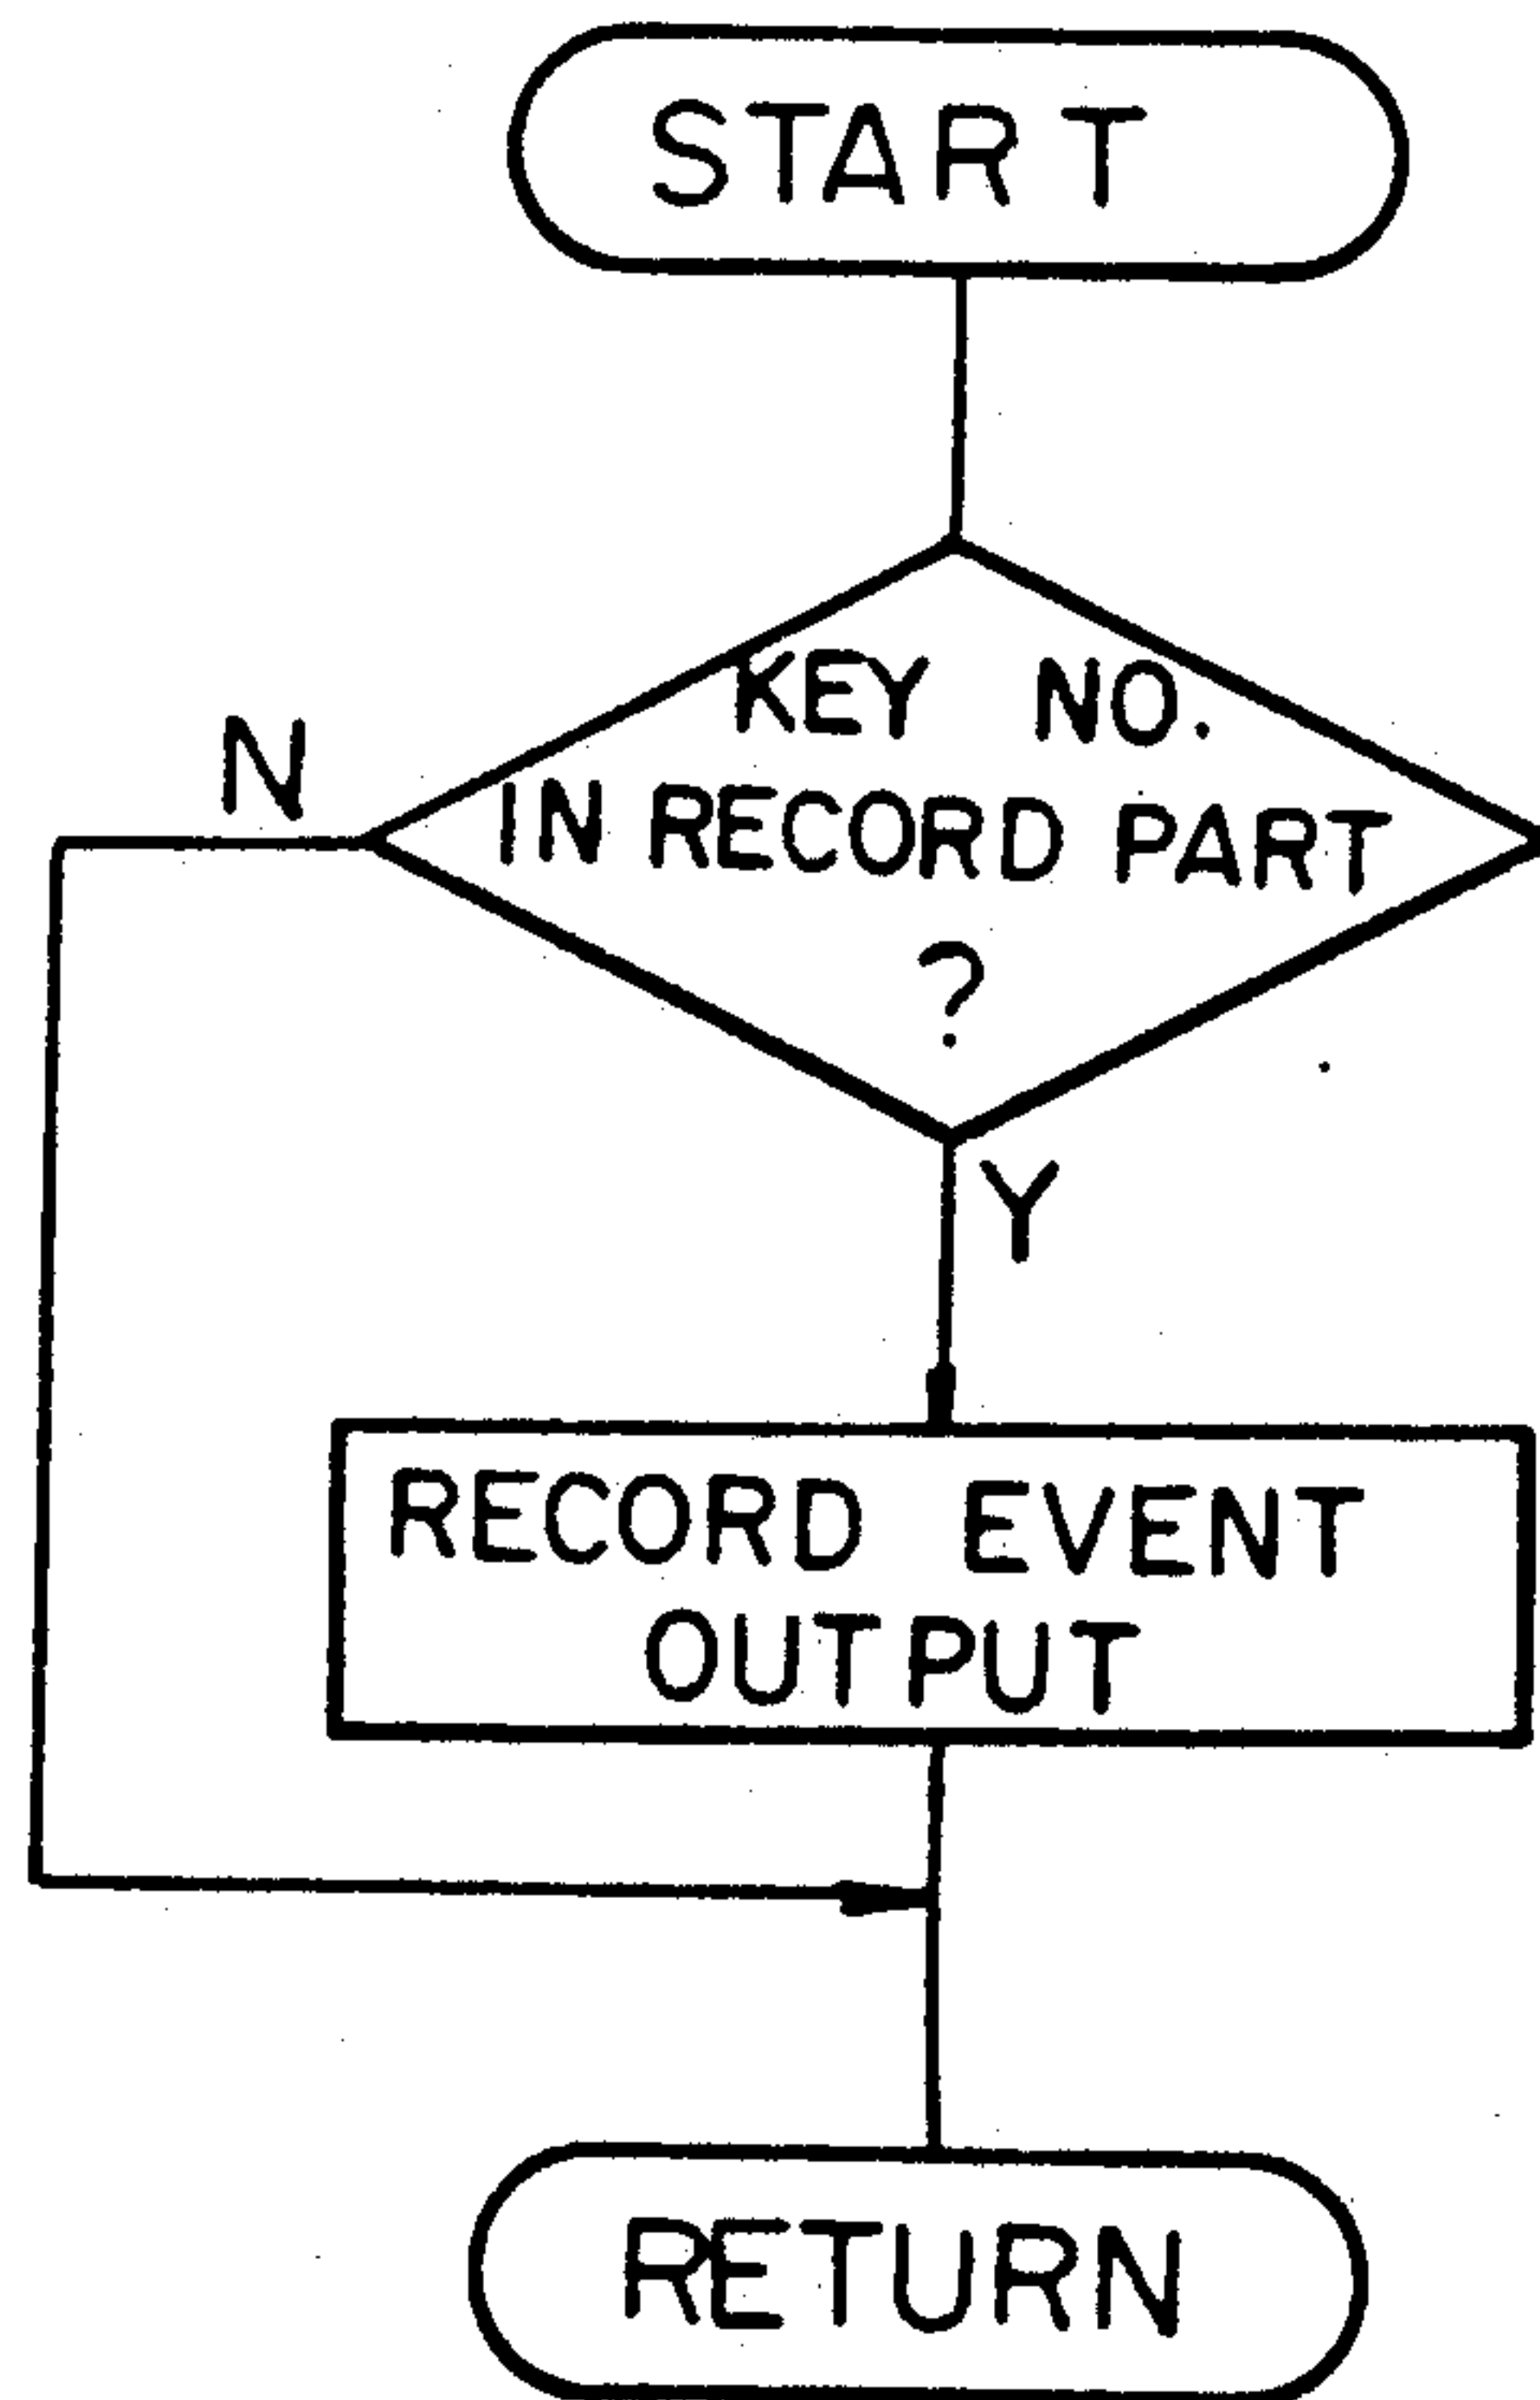 START
KEY NO.
IN RECORD PART
?
N
Y
RECORD EVENT
OUTPUT
RETURN